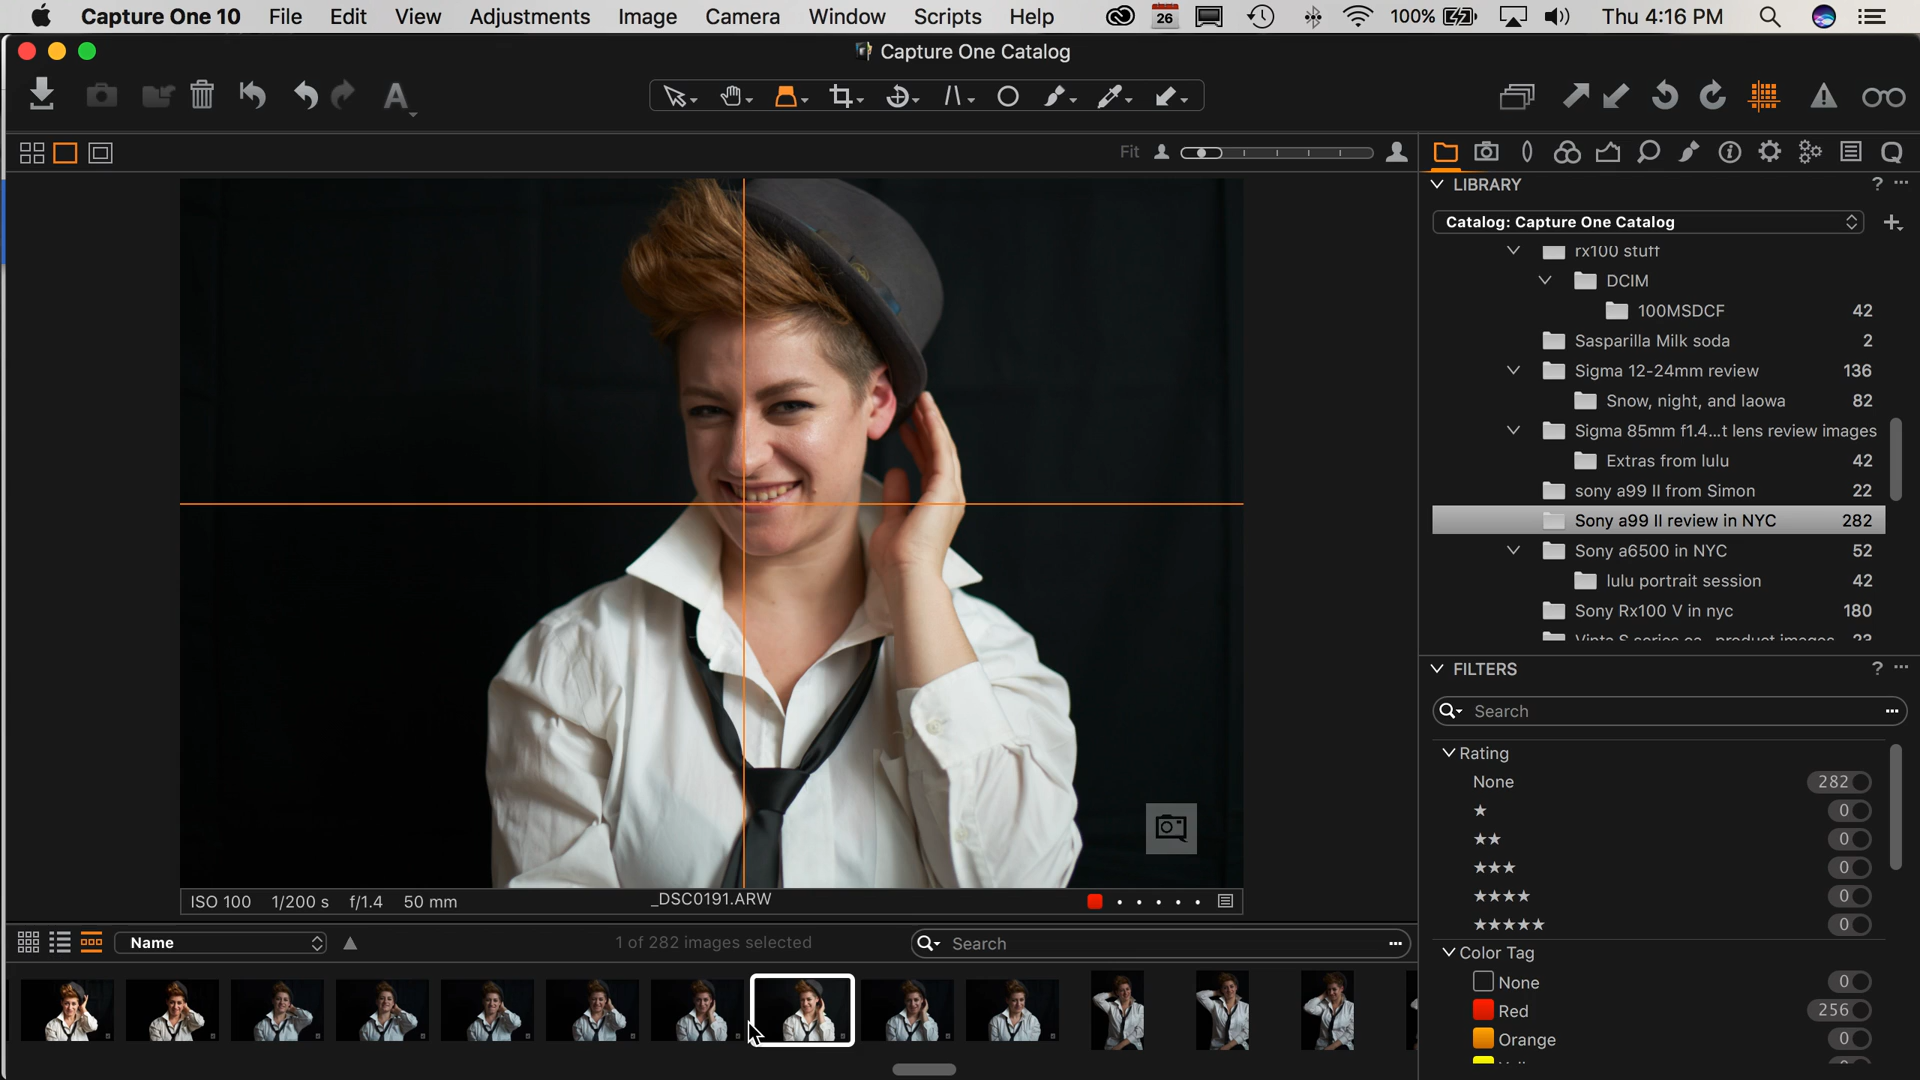 Capture One 10 File Edit View Adjustments Image Camera Window Scripts Help 26 100% Thu 4:16 PM
Capture One Catalog
A
Fit
LIBRARY ?
Catalog: Capture One Catalog
rx100 stuff
DCIM
100MSDCF 42
Sasparilla Milk soda 2
Sigma 12-24mm review 136
Snow, night, and laowa 82
Sigma 85mm f1.4...t lens review images
Extras from lulu 42
sony a99 II from Simon 22
Sony a99 II review in NYC 282
Sony a6500 in NYC 52
lulu portrait session 42
Sony Rx100 V in nyc 180
FILTERS ?
Search
Rating
None 282
★ 0
★★ 0
★★★ 0
★★★★ 0
★★★★★ 0
Color Tag
None 0
Red 256
Orange 0
ISO 100 1/200 s f/1.4 50 mm _DSC0191.ARW
Name 1 of 282 images selected Search